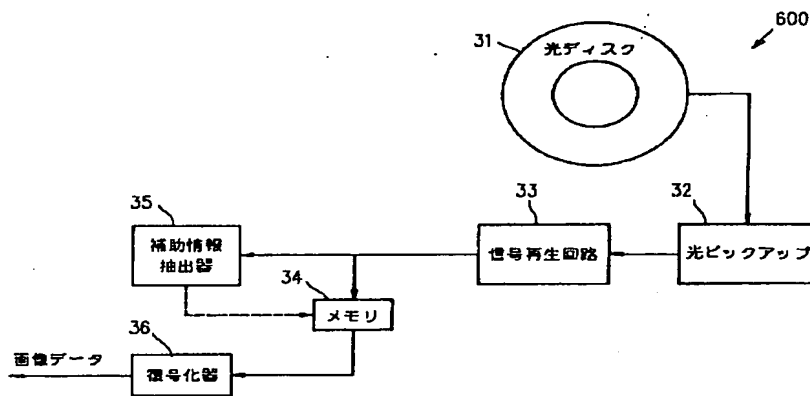 600
31
光ディスク
35
33
32
補助情報
抽出器
信号再生回路
光ピックアップ
34
メモリ
36
画像データ
復号化器